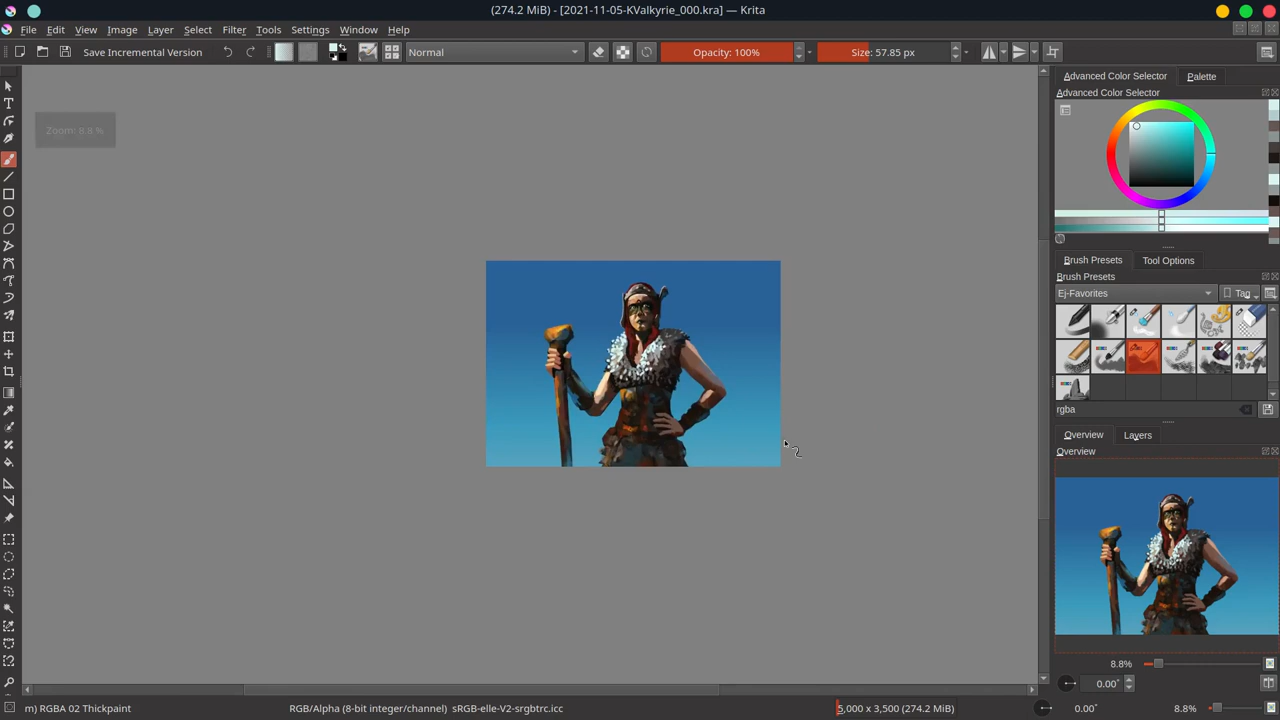 (274.2 MiB) - [2021-11-05-KValkyrie_000.kra] — Krita
File Edit View Image Layer Select Filter Tools Settings Window Help
Save Incremental Version Normal Opacity: 100% Size: 57.85 px
Advanced Color Selector Palette
Advanced Color Selector
Zoom: 8.8 %
Brush Presets Tool Options
Brush Presets
Ej-Favorites Tag
rgba
Overview Layers
Overview
8.8%
0.00°
m) RGBA 02 Thickpaint RGB/Alpha (8-bit integer/channel) sRGB-elle-V2-srgbtrc.icc 5,000 x 3,500 (274.2 MiB) 0.00° 8.8%